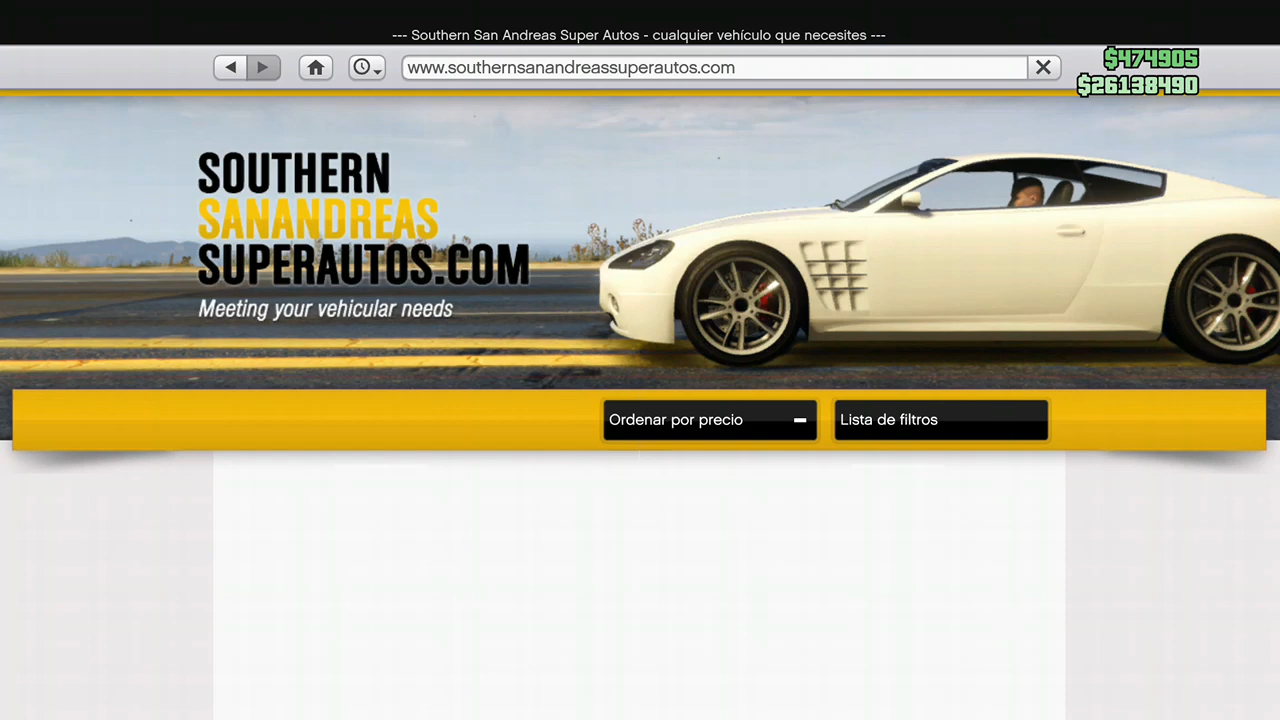 --- Southern San Andreas Super Autos - cualquier vehículo que necesites ---
www.southernsanandreassuperautos.com
$474905
$26138490
SOUTHERN
SANANDREAS
SUPERAUTOS.COM
Meeting your vehicular needs
Ordenar por precio
Lista de filtros